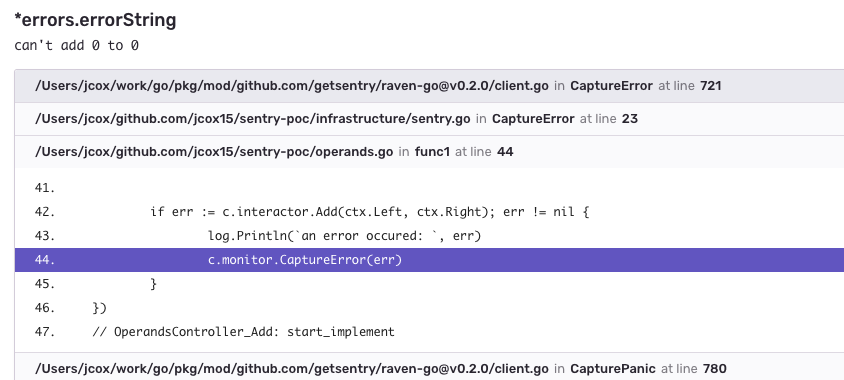 *errors.errorString
can't add 0 to 0
/Users/jcox/work/go/pkg/mod/github.com/getsentry/raven-go@v0.2.0/client.go in CaptureError at line 721
/Users/jcox/github.com/jcox15/sentry-poc/infrastructure/sentry.go in CaptureError at line 23
/Users/jcox/github.com/jcox15/sentry-poc/operands.go in func1 at line 44
41.
42. if err := c.interactor.Add(ctx.Left, ctx.Right); err != nil {
43. log.Println(`an error occured: `, err)
44. c.monitor.CaptureError(err)
45. }
46. })
47. // OperandsController_Add: start_implement
/Users/jcox/work/go/pkg/mod/github.com/getsentry/raven-go@v0.2.0/client.go in CapturePanic at line 780